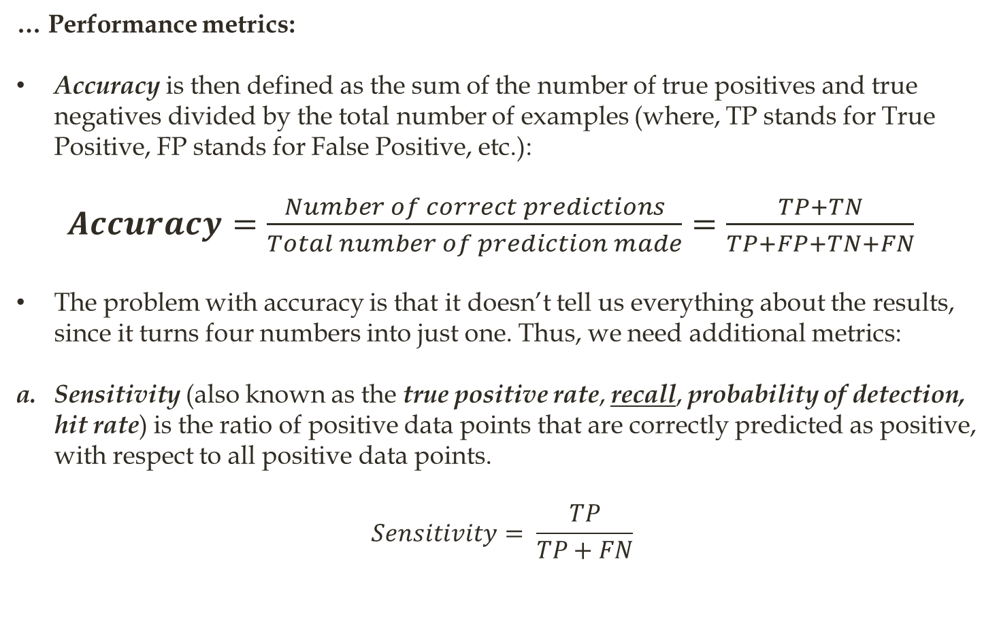 ... Performance metrics:
• Accuracy is then defined as the sum of the number of true positives and true
negatives divided by the total number of examples (where, TP stands for True
Positive, FP stands for False Positive, etc.):
Accuracy = Number of correct predictions / Total number of prediction made = TP+TN / TP+FP+TN+FN
• The problem with accuracy is that it doesn't tell us everything about the results,
since it turns four numbers into just one. Thus, we need additional metrics:
a. Sensitivity (also known as the true positive rate, recall, probability of detection,
hit rate) is the ratio of positive data points that are correctly predicted as positive,
with respect to all positive data points.
Sensitivity = TP / TP + FN